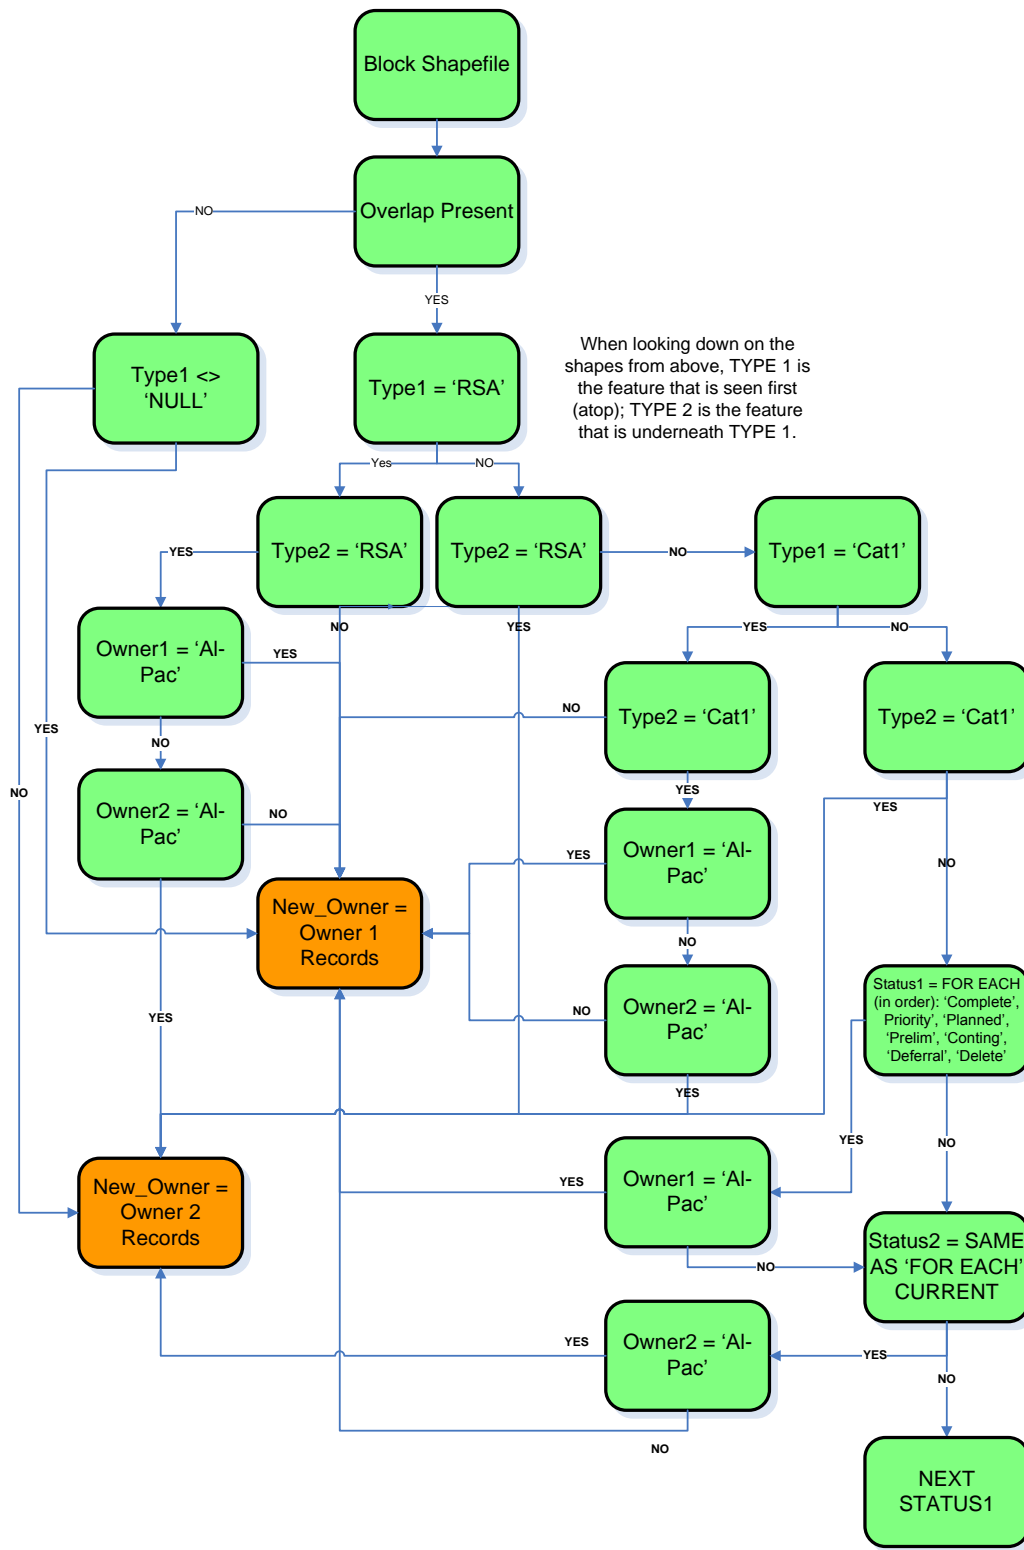 Block Shapefile
Overlap Present
NO
YES
Type1 <>
‘NULL’
Type1 = ‘RSA’
When looking down on the
shapes from above, TYPE 1 is
the feature that is seen first
(atop); TYPE 2 is the feature
that is underneath TYPE 1.
Yes
NO
Type2 = ‘RSA’
Type2 = ‘RSA’
Type1 = ‘Cat1’
YES
NO
NO
YES
YES
NO
Owner1 = ‘Al-
Pac’
YES
Type2 = ‘Cat1’
Type2 = ‘Cat1’
NO
YES
NO
NO
YES
YES
Owner2 = ‘Al-
Pac’
NO
Owner1 = ‘Al-
Pac’
YES
NO
New_Owner =
Owner 1
Records
NO
Owner2 = ‘Al-
Pac’
NO
Status1 = FOR EACH
(in order): ‘Complete’,
Priority’, ‘Planned’,
‘Prelim’, ‘Conting’,
‘Deferral’, ‘Delete’
YES
YES
YES
NO
New_Owner =
Owner 2
Records
Owner1 = ‘Al-
Pac’
YES
NO
Status2 = SAME
AS ‘FOR EACH’
CURRENT
Owner2 = ‘Al-
Pac’
YES
YES
NO
NO
NEXT
STATUS1